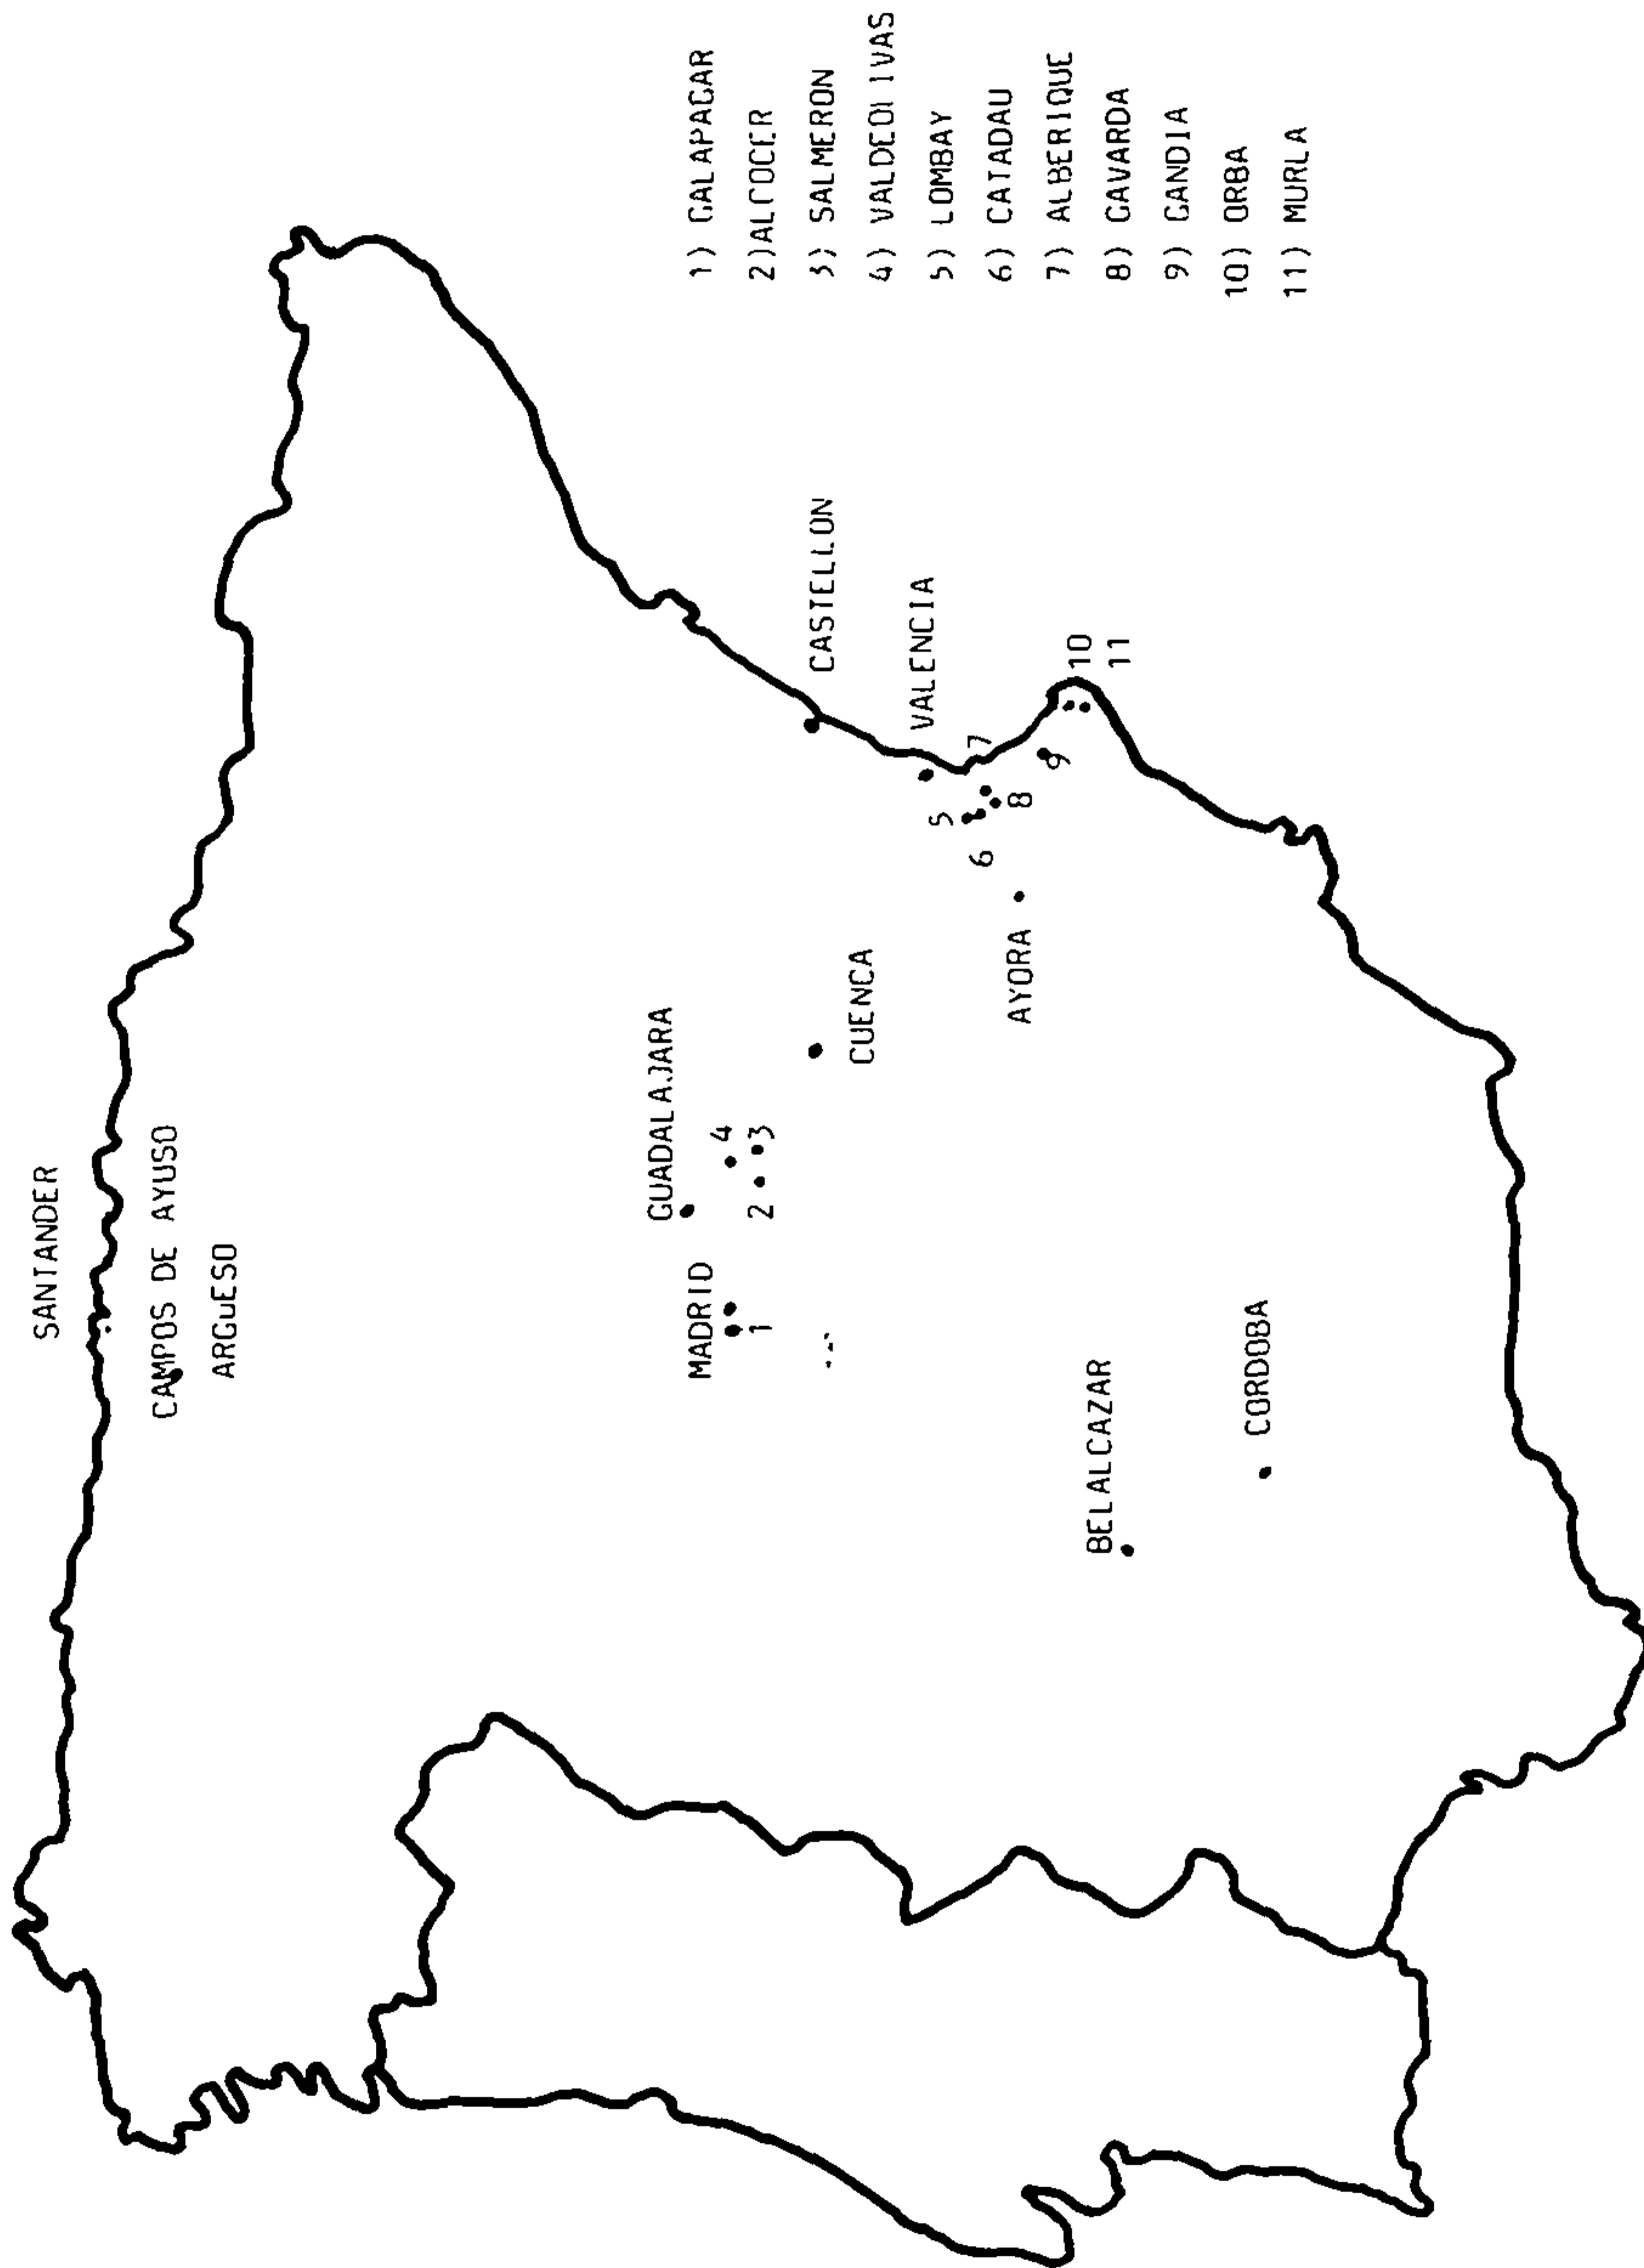 SANTANDER
CAMPOS DE AYUSO
ARGüESO
GUADALAJARA
MADRID
4
1
2
3
CASTELLON
CUENCA
VALENCIA
5
6
7
8
AYORA
9
10
11
BELALCAZAR
CORDOBA
1) GALAPAGAR
2)ALCOCER
3) SALMERON
4) VALDEOLIVAS
5) LOMBAY
6) CATADAU
7) ALBERIQUE
8) GAVARDA
9) GANDIA
10) ORBA
11) MURLA